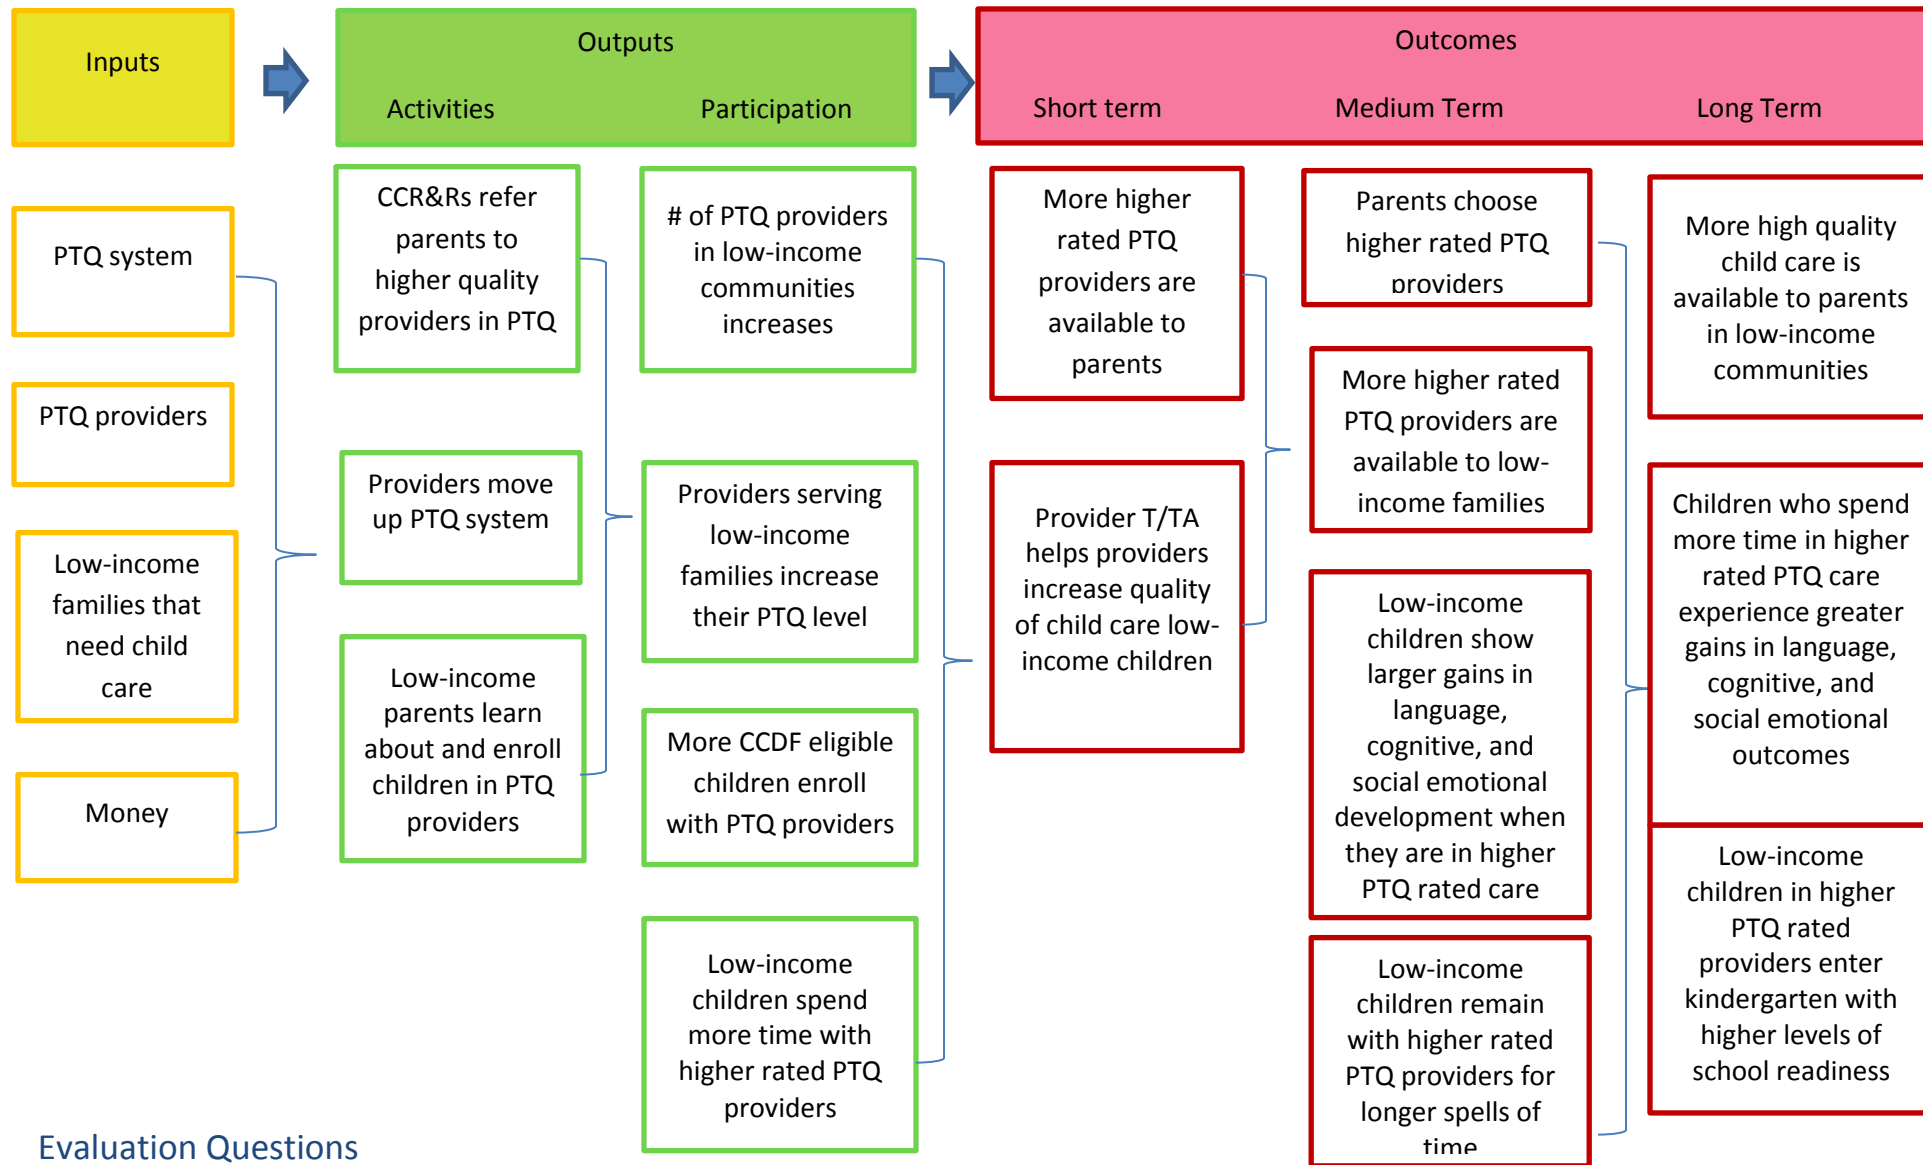 Inputs
Outputs
Activities
Participation
Outcomes
Short term
Medium Term
Long Term
PTQ system
PTQ providers
Low-income
families that
need child
care
Money
CCR&Rs refer
parents to
higher quality
providers in PTQ
Providers move
up PTQ system
Low-income
parents learn
about and enroll
children in PTQ
providers
# of PTQ providers
in low-income
communities
increases
Providers serving
low-income
families increase
their PTQ level
More CCDF eligible
children enroll
with PTQ providers
Low-income
children spend
more time with
higher rated PTQ
providers
More higher
rated PTQ
providers are
available to
parents
Provider T/TA
helps providers
increase quality
of child care low-
income children
Parents choose
higher rated PTQ
providers
More higher rated
PTQ providers are
available to low-
income families
Low-income
children show
larger gains in
language,
cognitive, and
social emotional
development when
they are in higher
PTQ rated care
Low-income
children remain
with higher rated
PTQ providers for
longer spells of
time
More high quality
child care is
available to parents
in low-income
communities
Children who spend
more time in higher
rated PTQ care
experience greater
gains in language,
cognitive, and
social emotional
outcomes
Low-income
children in higher
PTQ rated
providers enter
kindergarten with
higher levels of
school readiness
Evaluation Questions